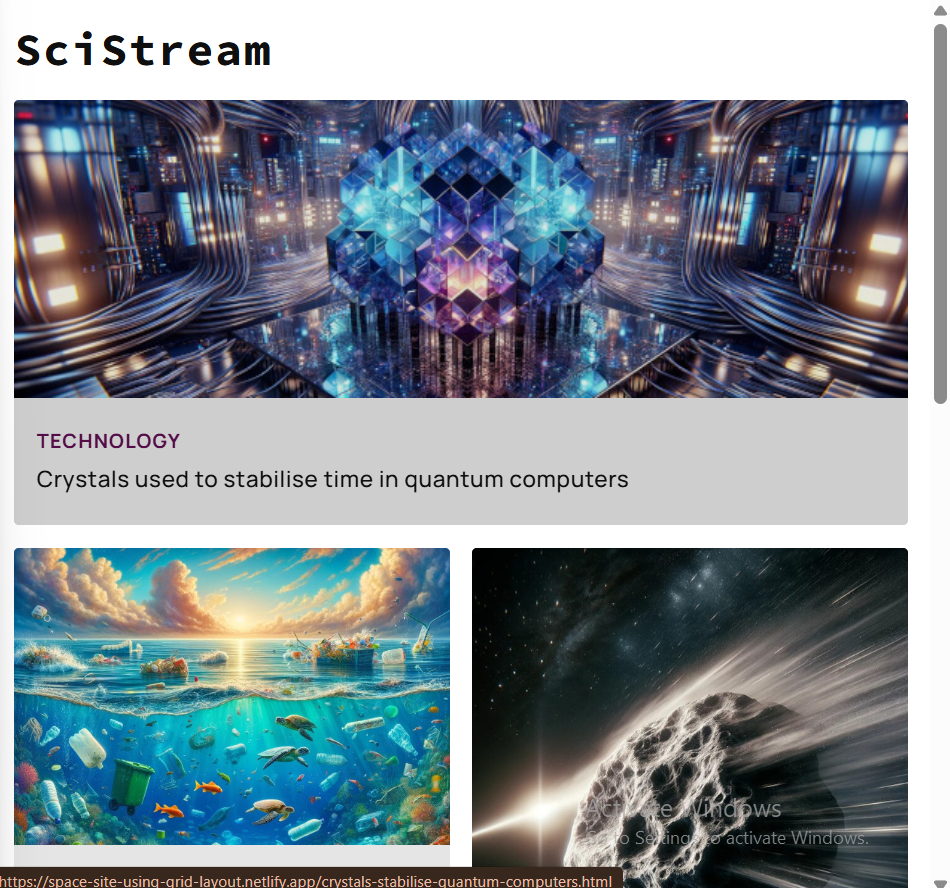 SciStream
TECHNOLOGY
Crystals used to stabilise time in quantum computers
Activate Windows
Go to Settings to activate Windows.
https://space-site-using-grid-layout.netlify.app/crystals-stabilise-quantum-computers.html